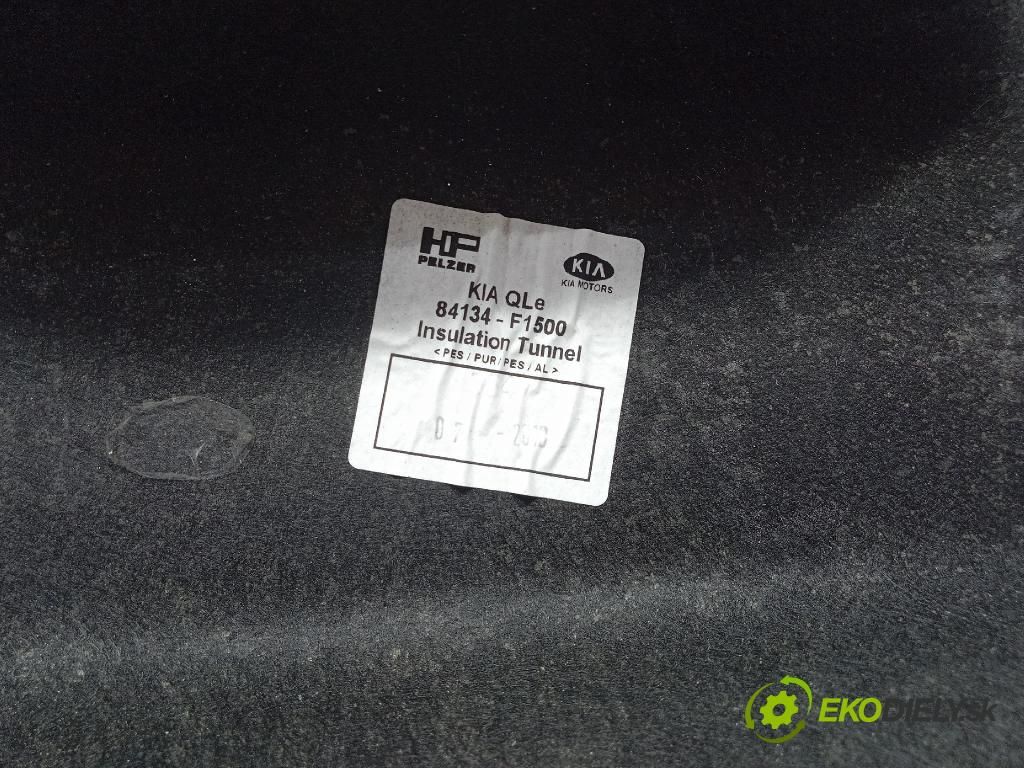 HP
PELZER
KIA
KIA MOTORS
KIA QLe
84134 - F1500
Insulation Tunnel
< PES / PUR / PES / AL >
EKODIELY.sk